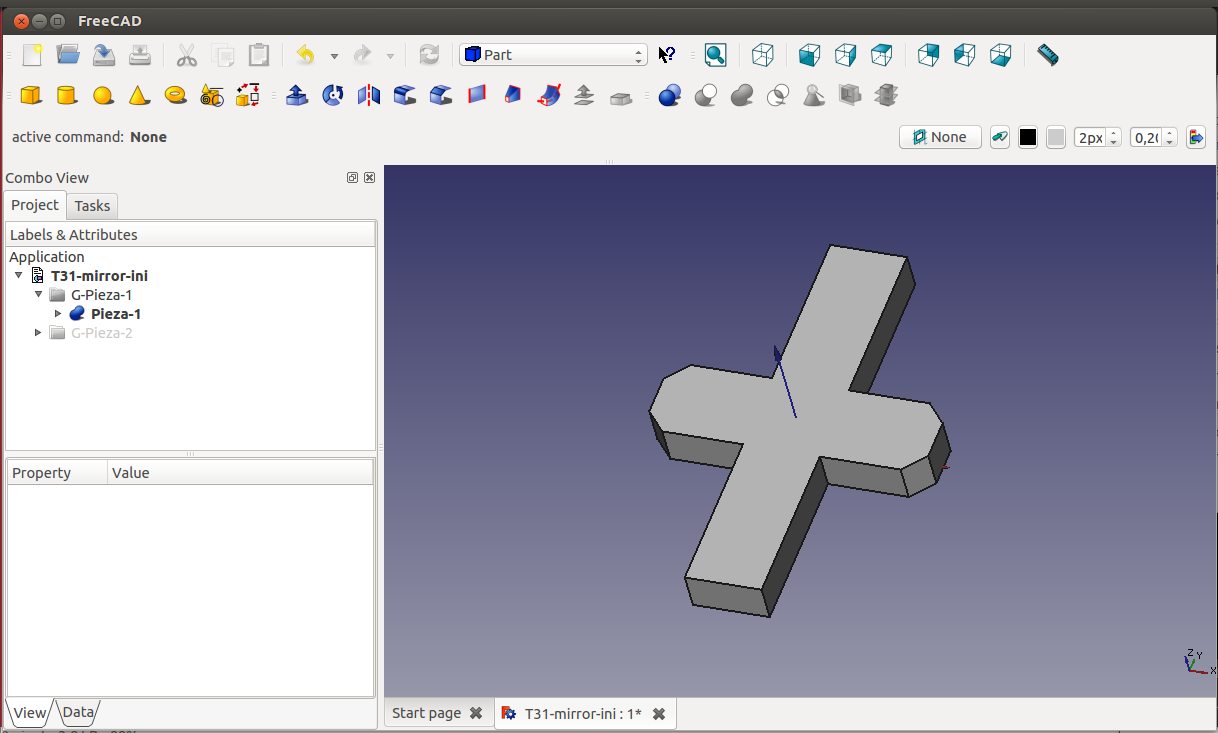 FreeCAD
Part
active command: None
None
2px
0,2
Combo View
Project
Tasks
Labels & Attributes
Application
T31-mirror-ini
G-Pieza-1
Pieza-1
G-Pieza-2
Property
Value
View
Data
Start page
T31-mirror-ini : 1*
Z
Y
X